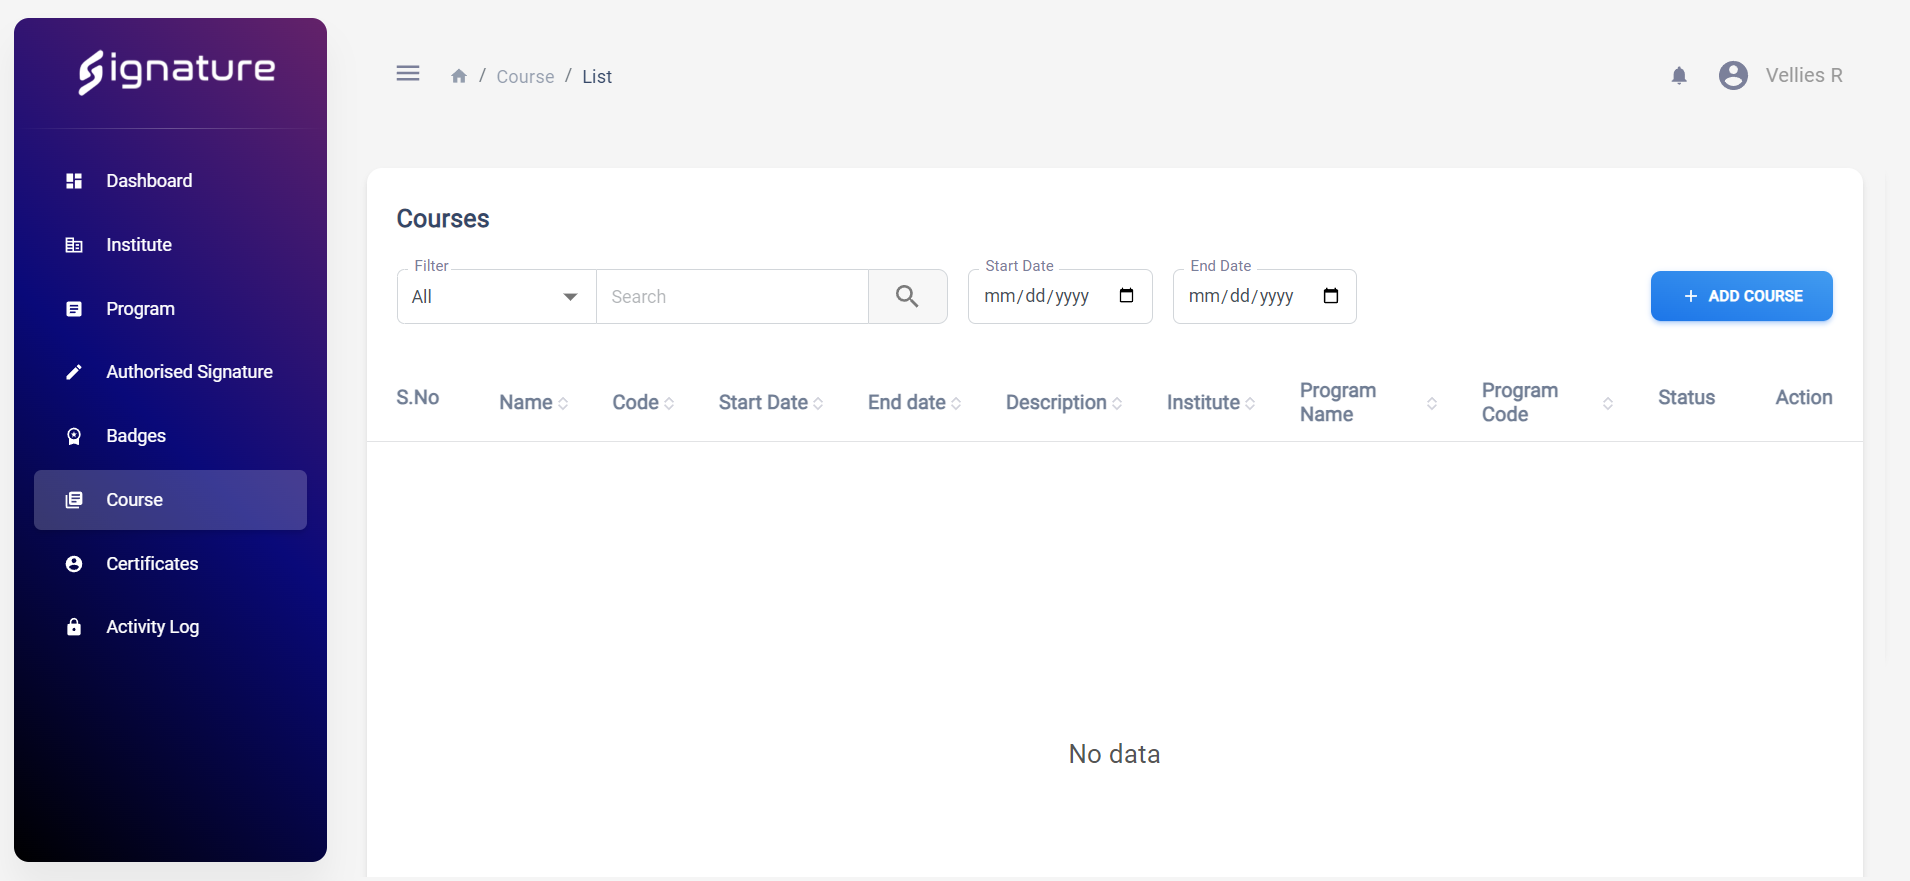 Signature
Dashboard
Institute
Program
Authorised Signature
Badges
Course
Certificates
Activity Log
/ Course / List
Vellies R
Courses
Filter
All
Search
Start Date
mm/dd/yyyy
End Date
mm/dd/yyyy
+ ADD COURSE
S.No Name Code Start Date End date Description Institute Program Name Program Code Status Action
No data